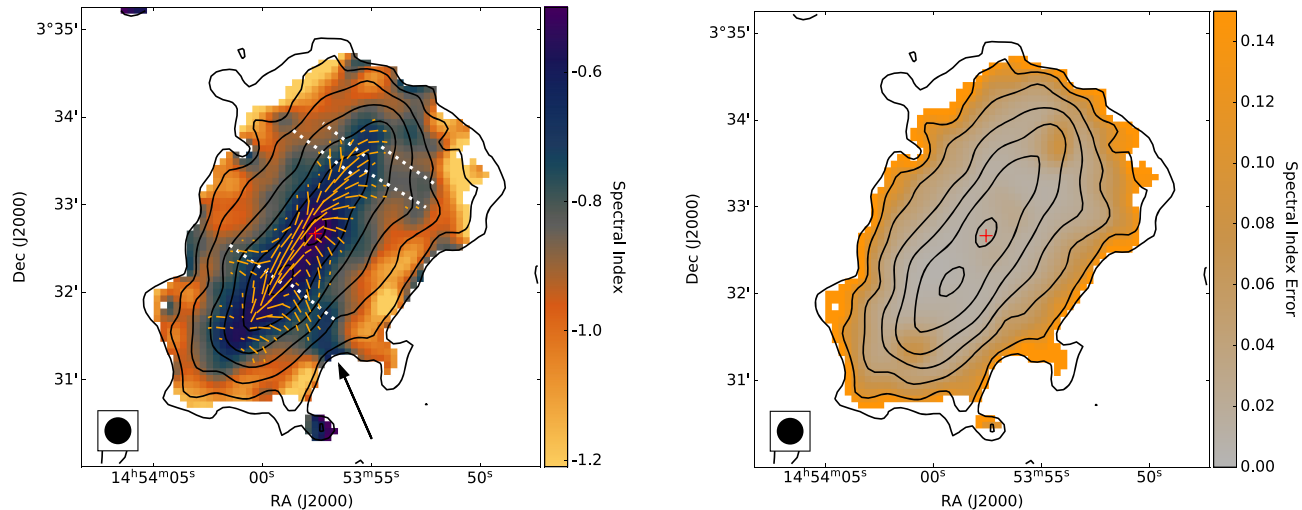 3°35'
34'
33'
32'
31'
Dec (J2000)
14ʰ54ᵐ05ˢ
00ˢ
53ᵐ55ˢ
50ˢ
RA (J2000)
-0.6
-0.8
-1.0
-1.2
Spectral Index
3°35'
34'
33'
32'
31'
Dec (J2000)
14ʰ54ᵐ05ˢ
00ˢ
53ᵐ55ˢ
50ˢ
RA (J2000)
0.14
0.12
0.10
0.08
0.06
0.04
0.02
0.00
Spectral Index Error